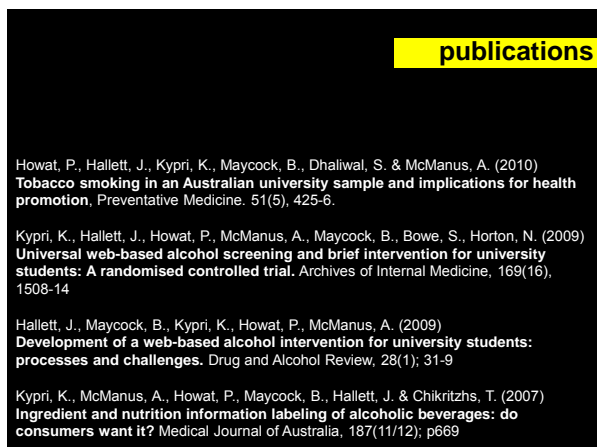 publications
Howat, P., Hallett, J., Kypri, K., Maycock, B., Dhaliwal, S. & McManus, A. (2010)
Tobacco smoking in an Australian university sample and implications for health
promotion, Preventative Medicine. 51(5), 425-6.
Kypri, K., Hallett, J., Howat, P., McManus, A., Maycock, B., Bowe, S., Horton, N. (2009)
Universal web-based alcohol screening and brief intervention for university
students: A randomised controlled trial. Archives of Internal Medicine, 169(16),
1508-14
Hallett, J., Maycock, B., Kypri, K., Howat, P., McManus, A. (2009)
Development of a web-based alcohol intervention for university students:
processes and challenges. Drug and Alcohol Review, 28(1); 31-9
Kypri, K., McManus, A., Howat, P., Maycock, B., Hallett, J. & Chikritzhs, T. (2007)
Ingredient and nutrition information labeling of alcoholic beverages: do
consumers want it? Medical Journal of Australia, 187(11/12); p669